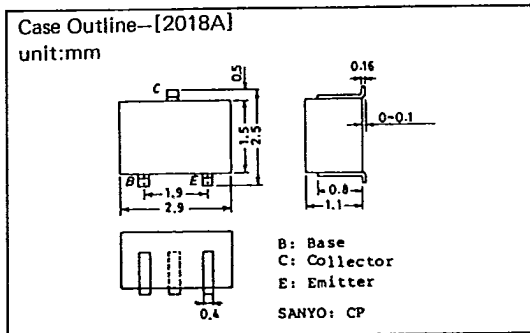 Case Outline–[2018A]
unit:mm
C
0.5
0.16
0~0.1
1.5
2.5
B
E
1.9
2.9
0.8
1.1
0.4
B: Base
C: Collector
E: Emitter
SANYO: CP